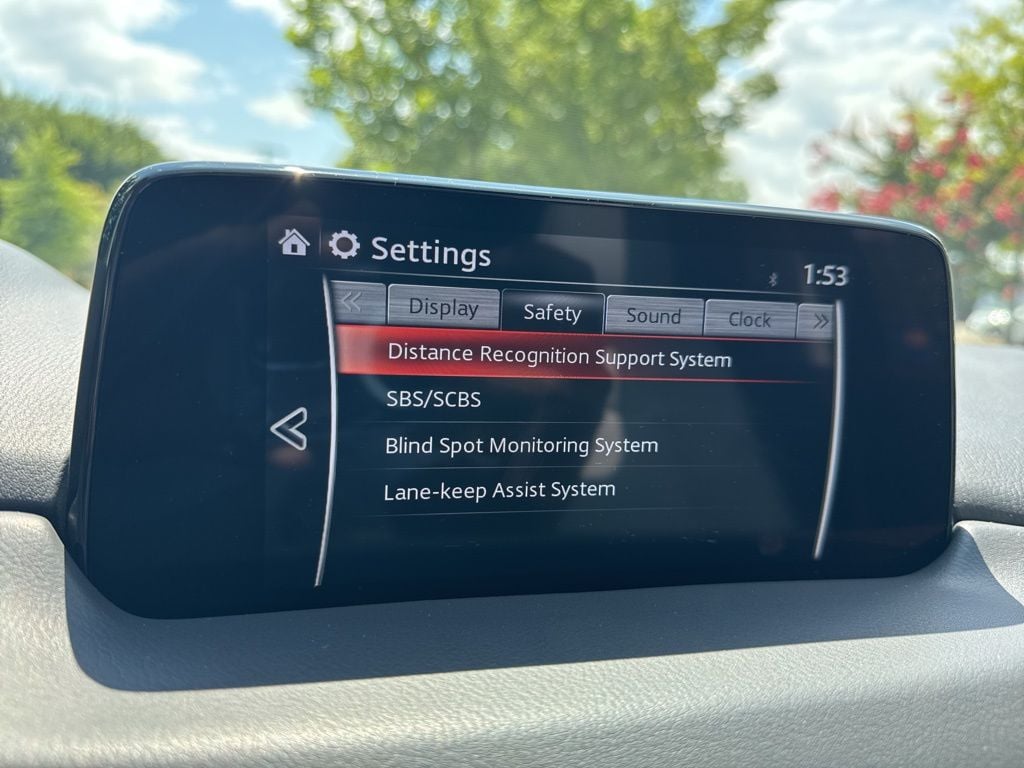 Settings
1:53
Display Safety Sound Clock
Distance Recognition Support System
SBS/SCBS
Blind Spot Monitoring System
Lane-keep Assist System